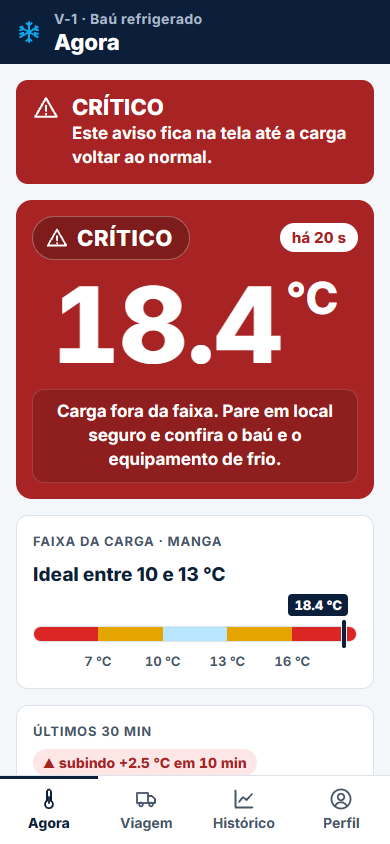 V-1 · Baú refrigerado
Agora
CRÍTICO
Este aviso fica na tela até a carga
voltar ao normal.
CRÍTICO
há 20 s
18.4 °C
Carga fora da faixa. Pare em local
seguro e confira o baú e o
equipamento de frio.
FAIXA DA CARGA · MANGA
Ideal entre 10 e 13 °C
18.4 °C
7 °C 10 °C 13 °C 16 °C
ÚLTIMOS 30 MIN
▲ subindo +2.5 °C em 10 min
Agora Viagem Histórico Perfil